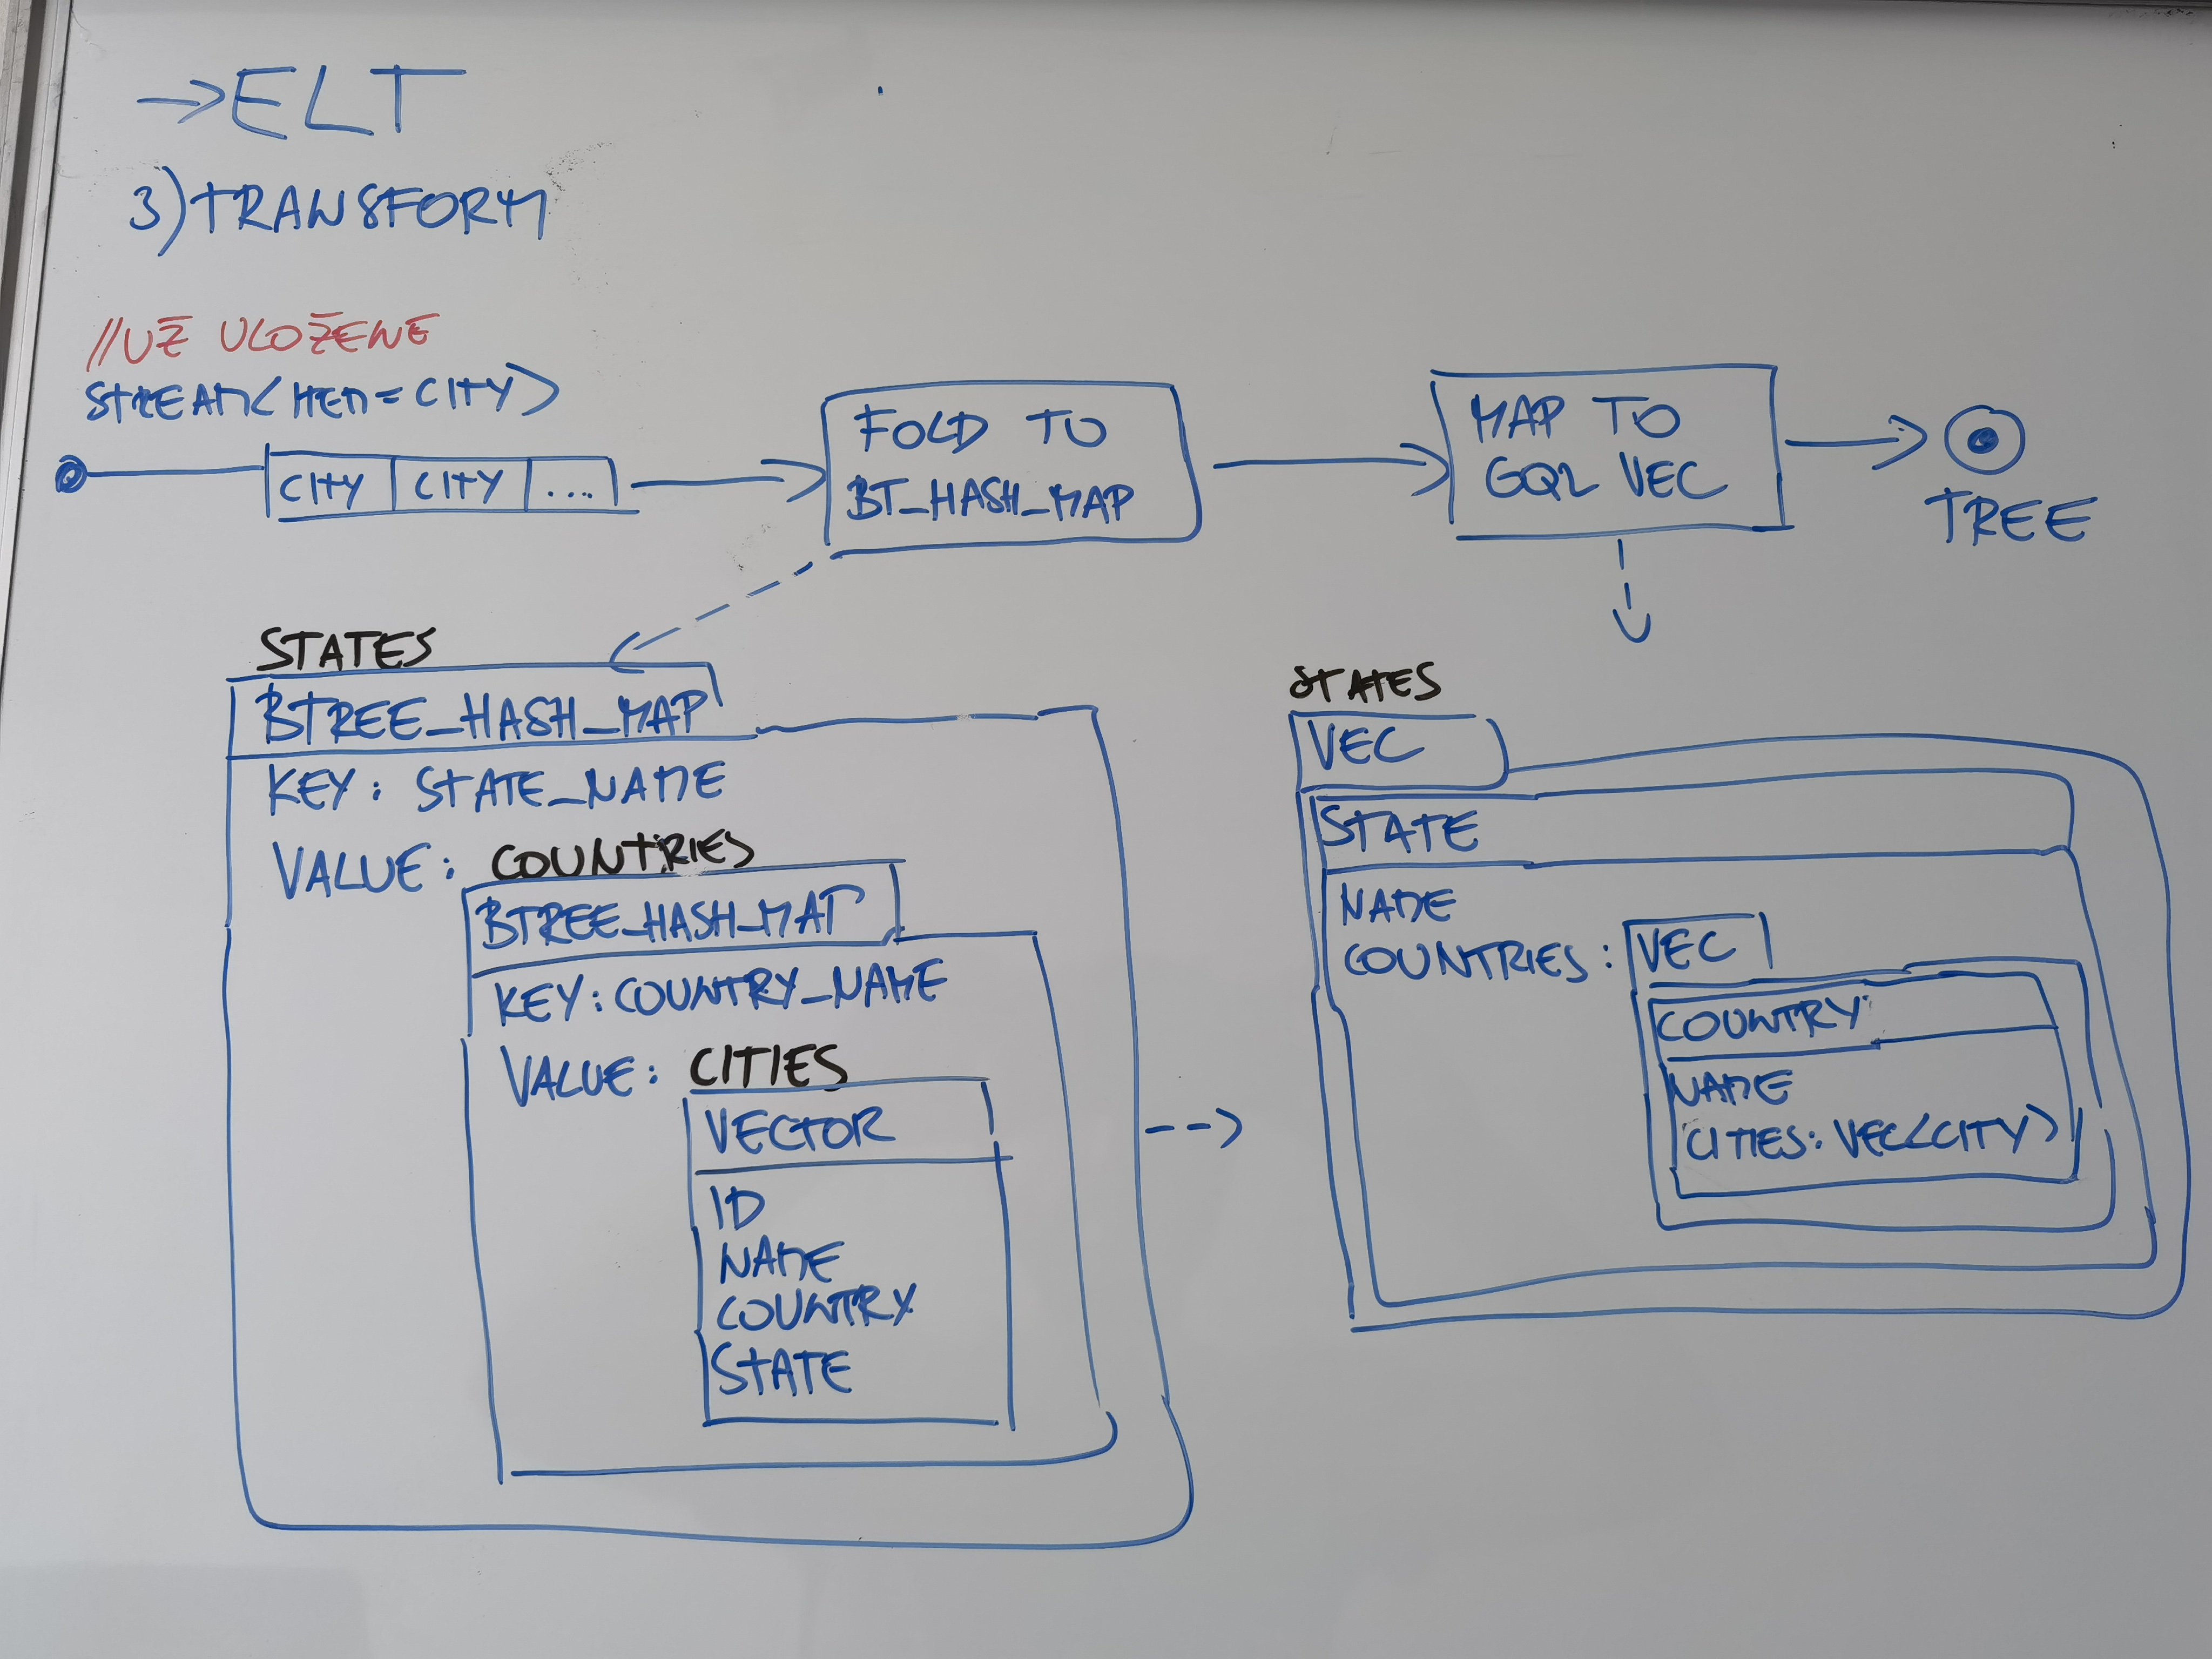 →ELT
3) TRANSFORM
//UŽ ULOŽENE
STREAM<ITEM=CITY>
CITY CITY ...
FOLD TO
BT_HASH_MAP
MAP TO
GQL VEC
TREE
STATES
BTREE_HASH_MAP
KEY: STATE_NAME
VALUE: COUNTRIES
BTREE_HASH_MAP
KEY: COUNTRY_NAME
VALUE: CITIES
VECTOR
ID
NAME
COUNTRY
STATE
STATES
VEC
STATE
NAME
COUNTRIES: VEC
COUNTRY
NAME
CITIES: VEC<CITY>